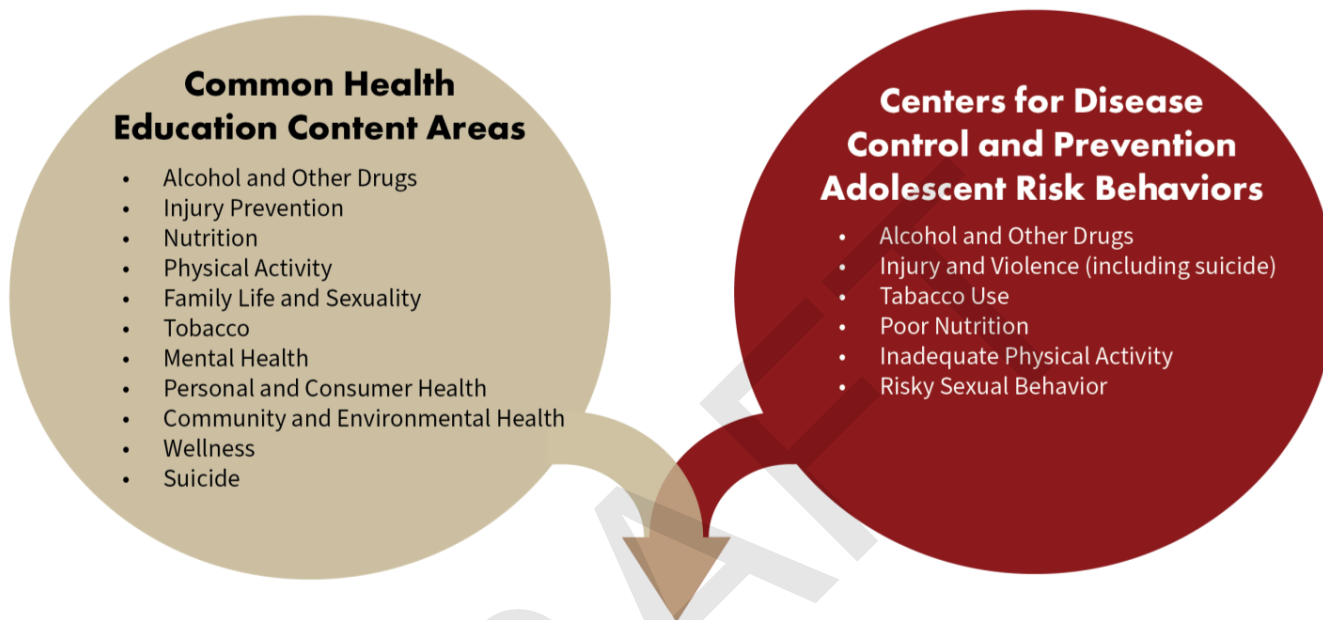 Common Health
Education Content Areas
• Alcohol and Other Drugs
• Injury Prevention
• Nutrition
• Physical Activity
• Family Life and Sexuality
• Tobacco
• Mental Health
• Personal and Consumer Health
• Community and Environmental Health
• Wellness
• Suicide
Centers for Disease
Control and Prevention
Adolescent Risk Behaviors
• Alcohol and Other Drugs
• Injury and Violence (including suicide)
• Tabacco Use
• Poor Nutrition
• Inadequate Physical Activity
• Risky Sexual Behavior